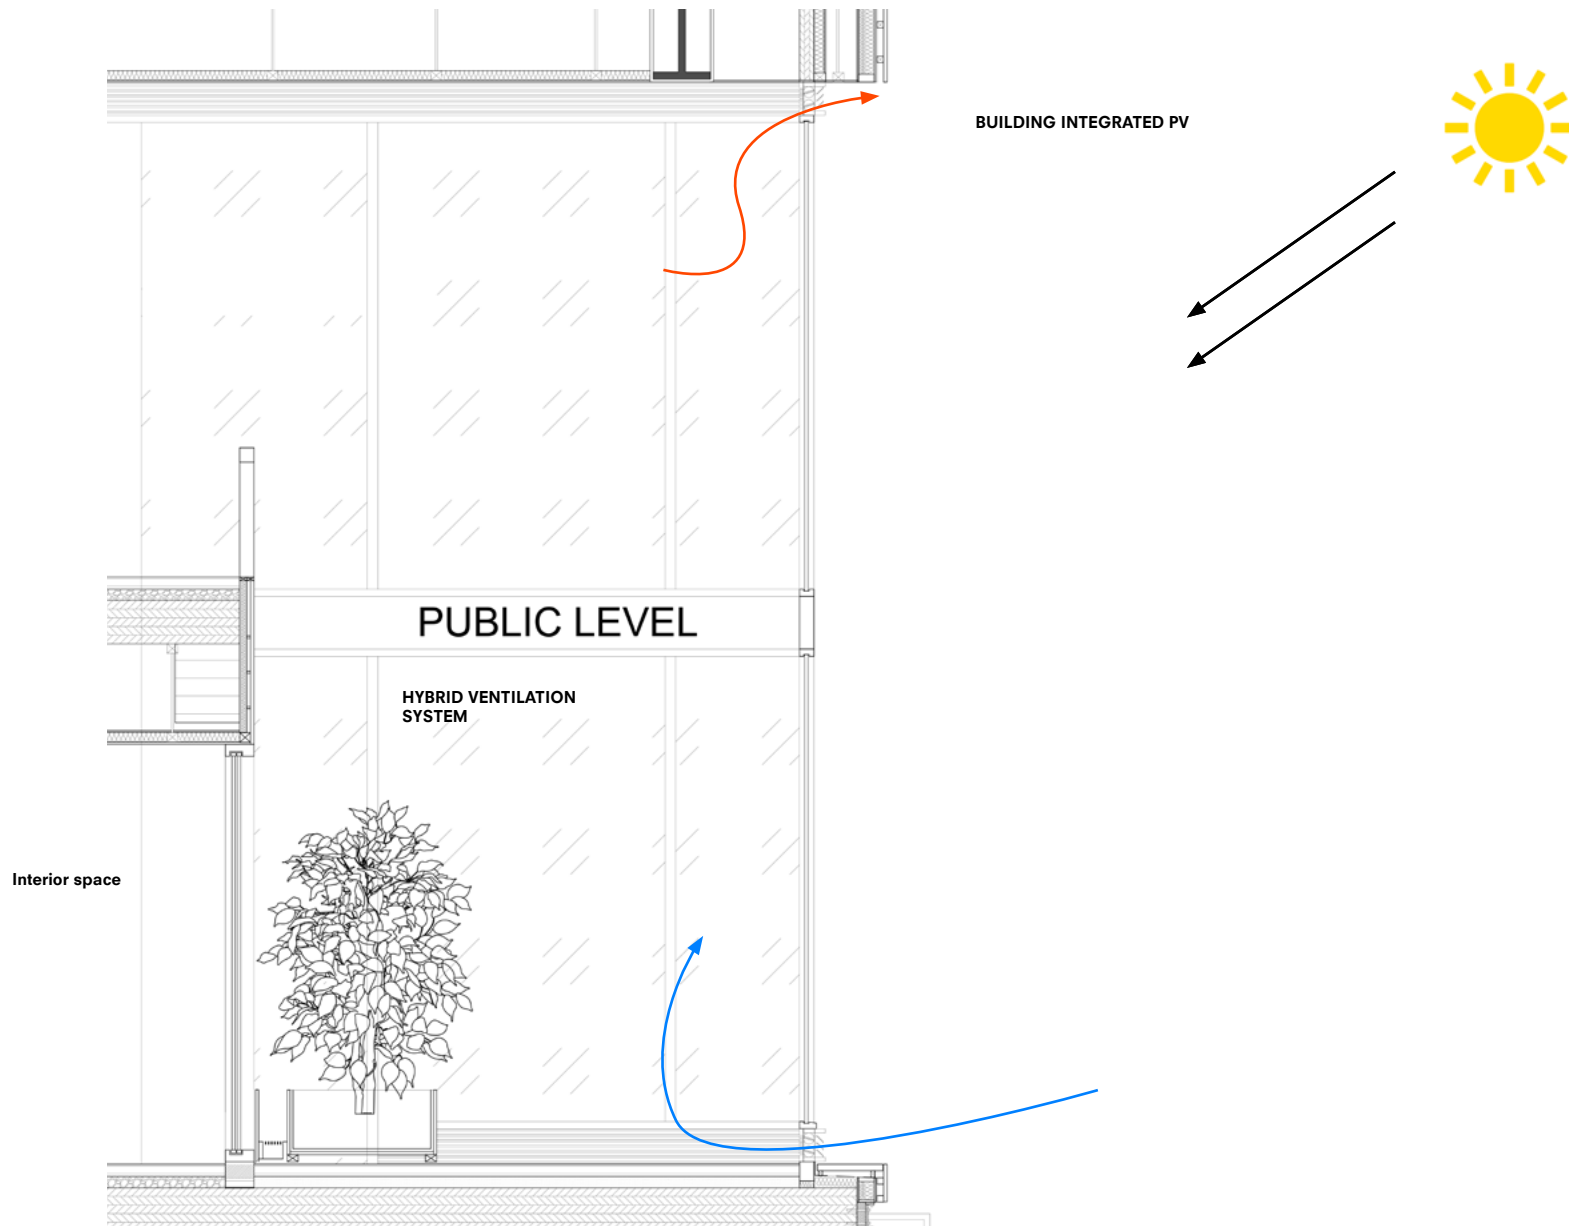 BUILDING INTEGRATED PV
PUBLIC LEVEL
HYBRID VENTILATION
SYSTEM
Interior space